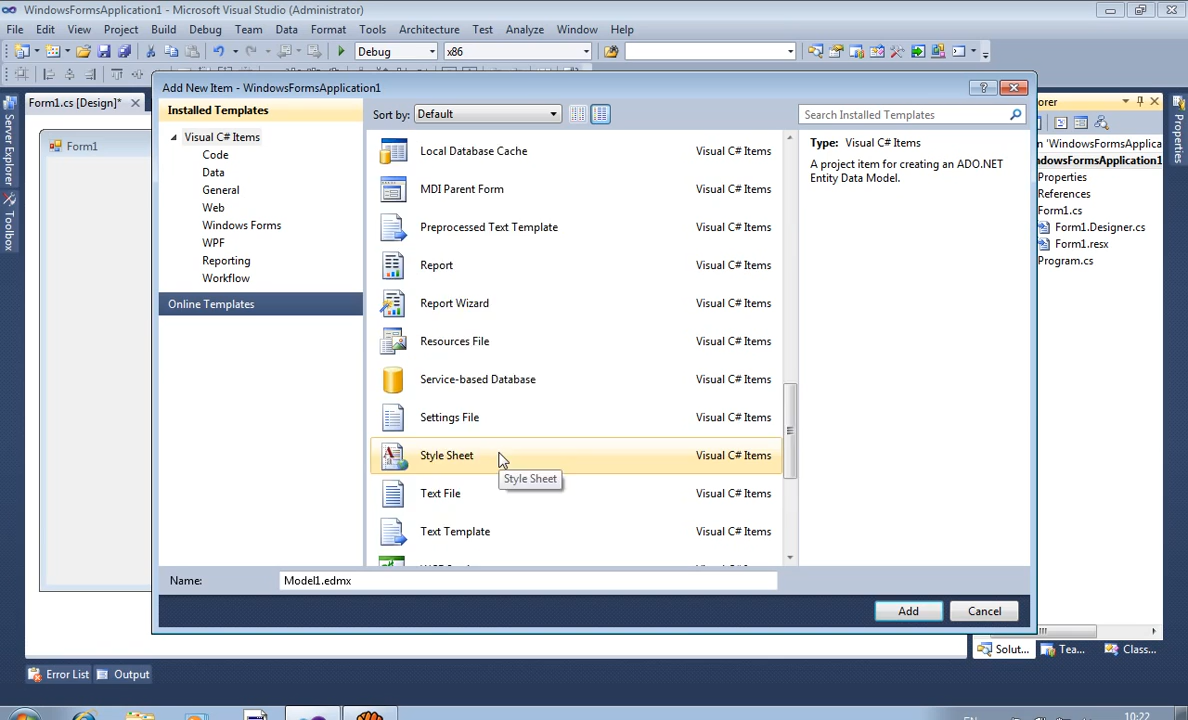 WindowsFormsApplication1 - Microsoft Visual Studio (Administrator)
File Edit View Project Build Debug Team Data Format Tools Architecture Test Analyze Window Help
Debug x86
Add New Item - WindowsFormsApplication1
Form1.cs [Design]*
Form1
Server Explorer
Toolbox
Installed Templates
Visual C# Items
Code
Data
General
Web
Windows Forms
WPF
Reporting
Workflow
Online Templates
Sort by: Default
Search Installed Templates
Local Database Cache Visual C# Items
MDI Parent Form Visual C# Items
Preprocessed Text Template Visual C# Items
Report Visual C# Items
Report Wizard Visual C# Items
Resources File Visual C# Items
Service-based Database Visual C# Items
Settings File Visual C# Items
Style Sheet Visual C# Items
Style Sheet
Text File Visual C# Items
Text Template Visual C# Items
Type: Visual C# Items
A project item for creating an ADO.NET
Entity Data Model.
Name: Model1.edmx
Add Cancel
orer
n 'WindowsFormsApplica
ndowsFormsApplication1
Properties
References
Form1.cs
Form1.Designer.cs
Form1.resx
Program.cs
Properties
Solut... Tea... Class...
Error List Output
10:22